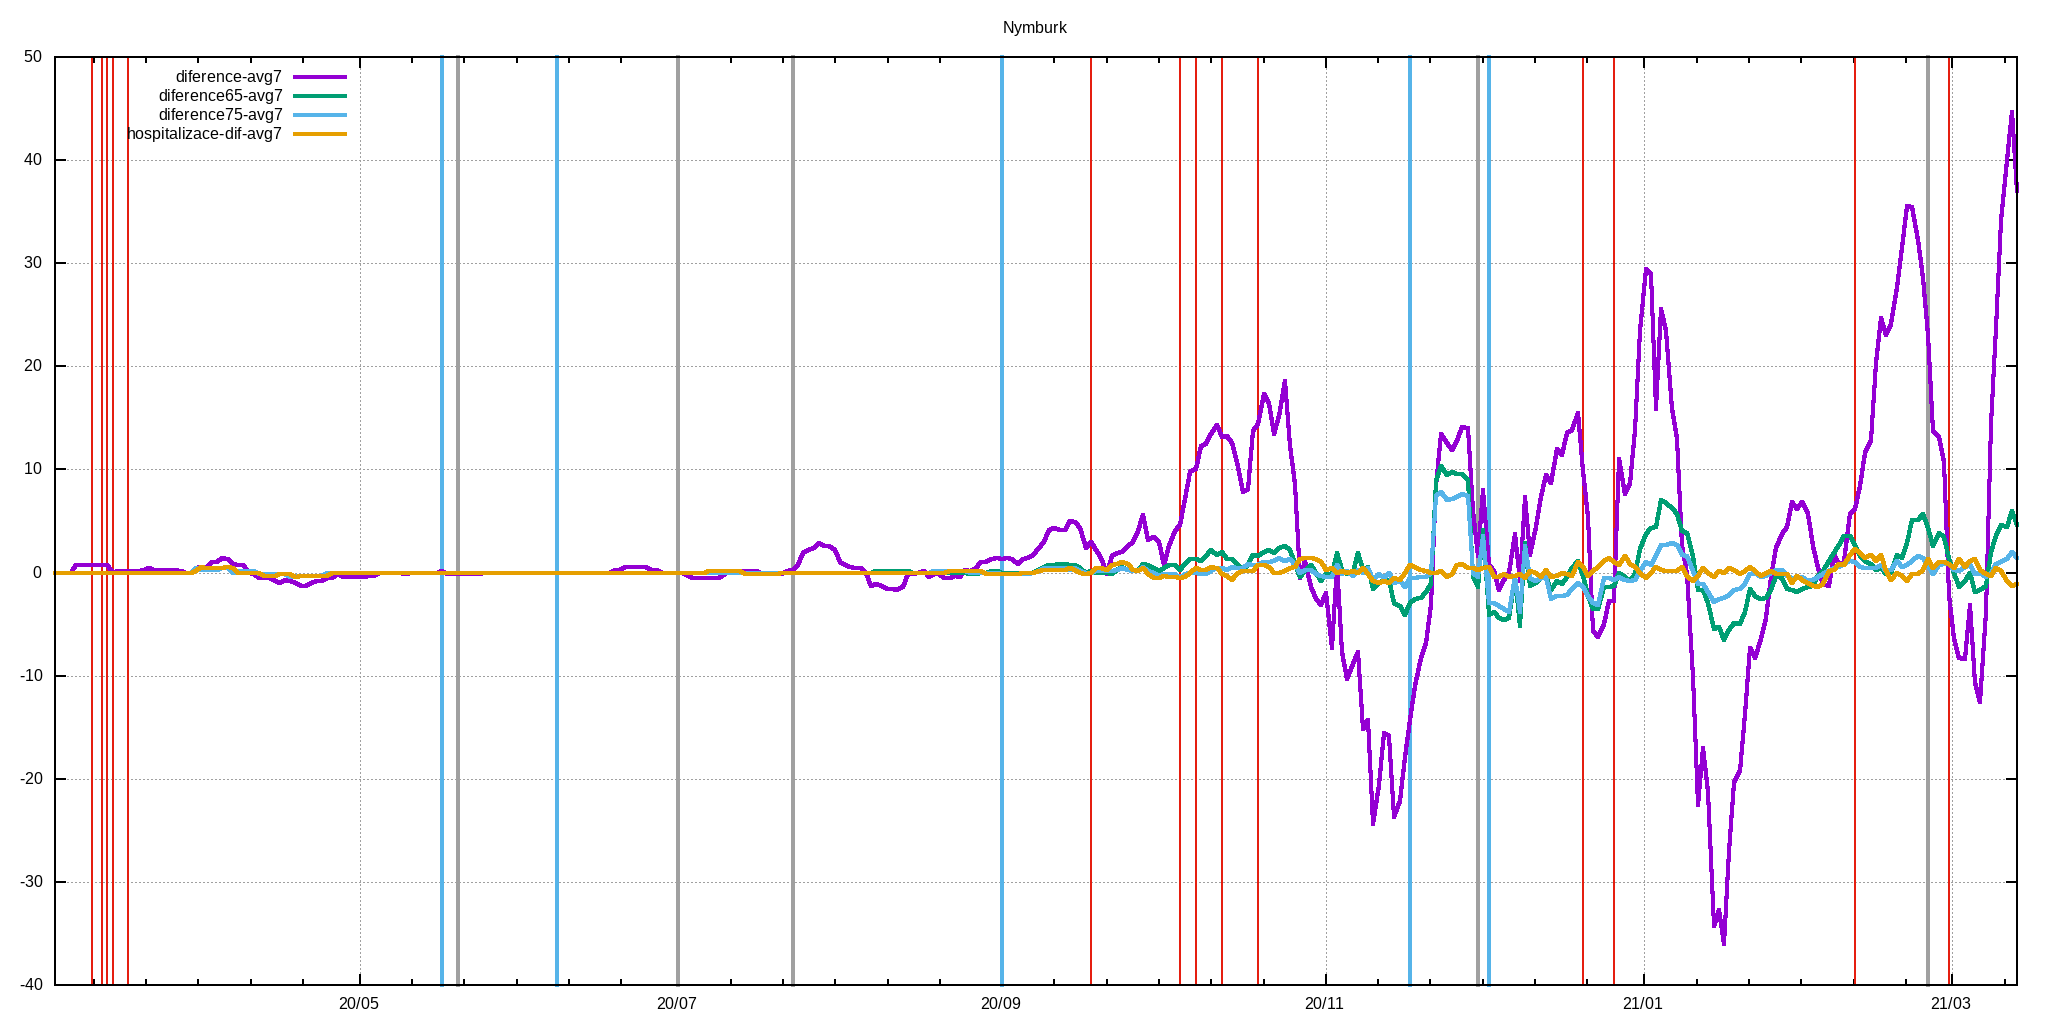 Nymburk
50
diference-avg7
diference65-avg7
diference75-avg7
hospitalizace-dif-avg7
40
30
20
10
0
-10
-20
-30
-40
20/05 20/07 20/09 20/11 21/01 21/03